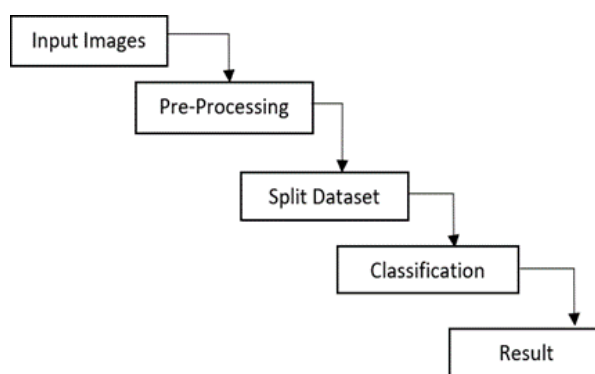 Input Images
Pre-Processing
Split Dataset
Classification
Result